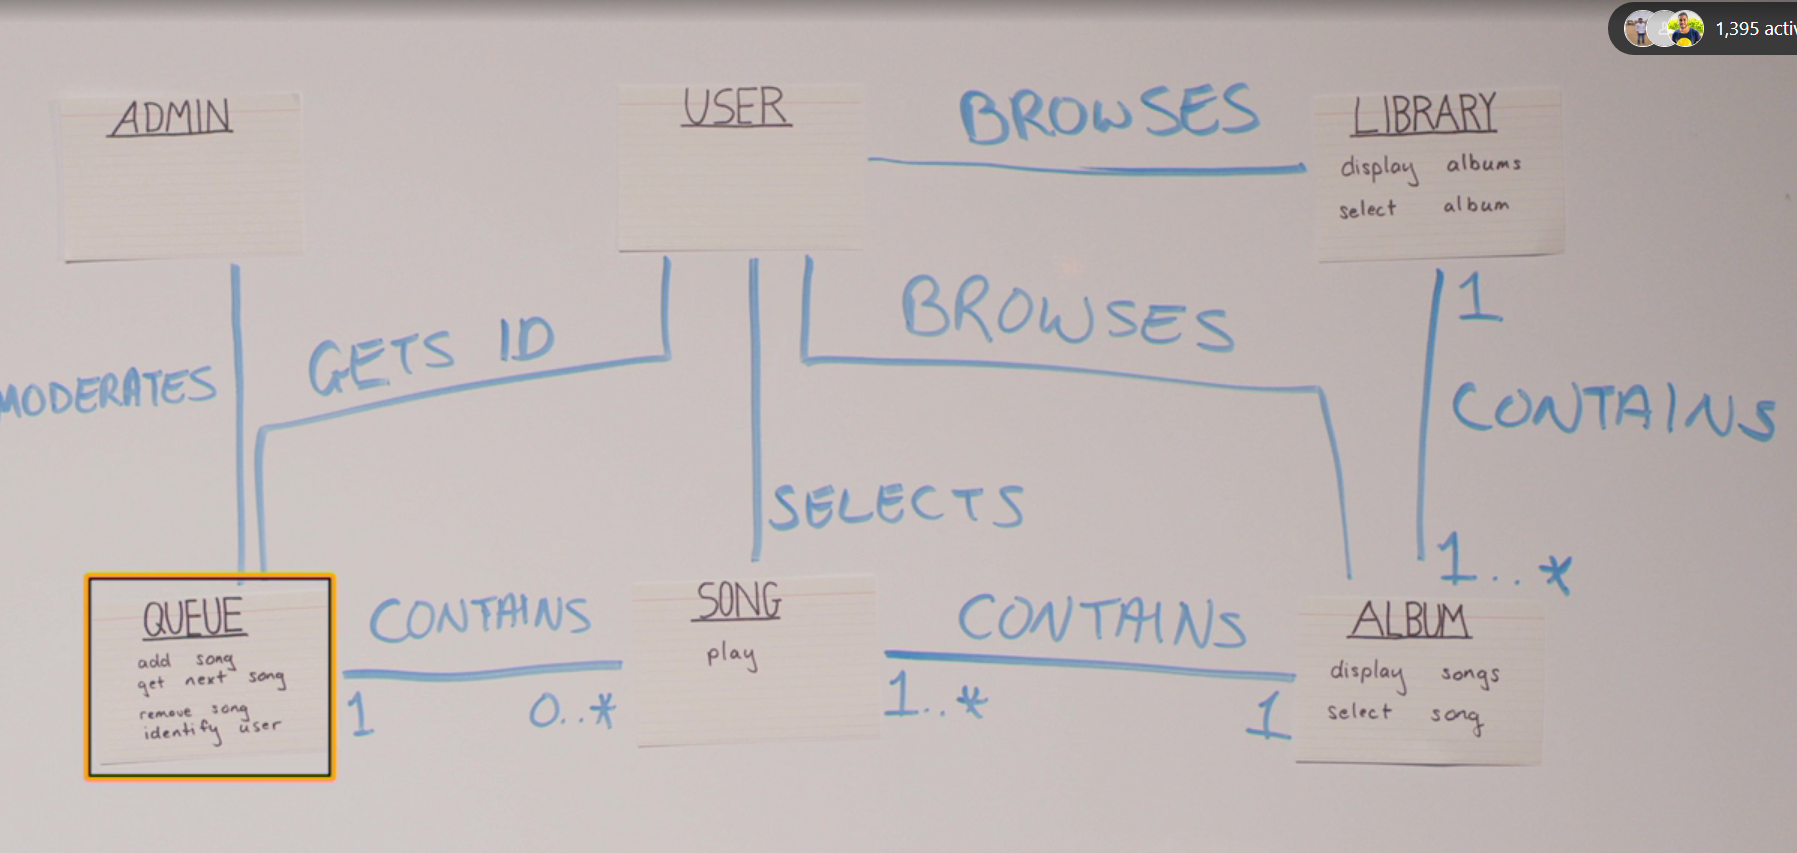 1,395
ADMIN
USER
BROWSES
LIBRARY
display albums
select album
MODERATES
GETS ID
BROWSES
1
CONTAINS
SELECTS
1..*
QUEUE
add song
get next song
remove song
identify user
CONTAINS
1
0..*
SONG
play
CONTAINS
1..*
1
ALBUM
display songs
select song